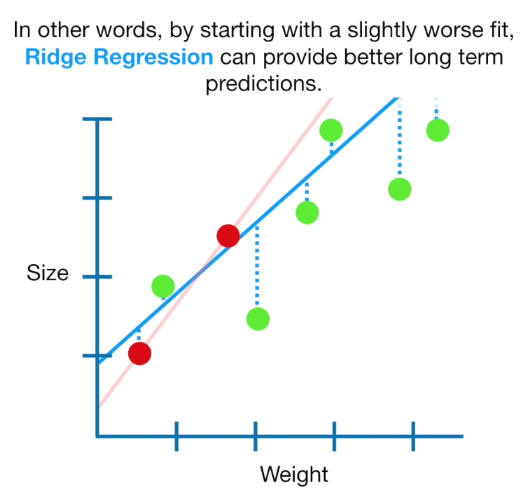 In other words, by starting with a slightly worse fit,
Ridge Regression can provide better long term
predictions.
Size
Weight